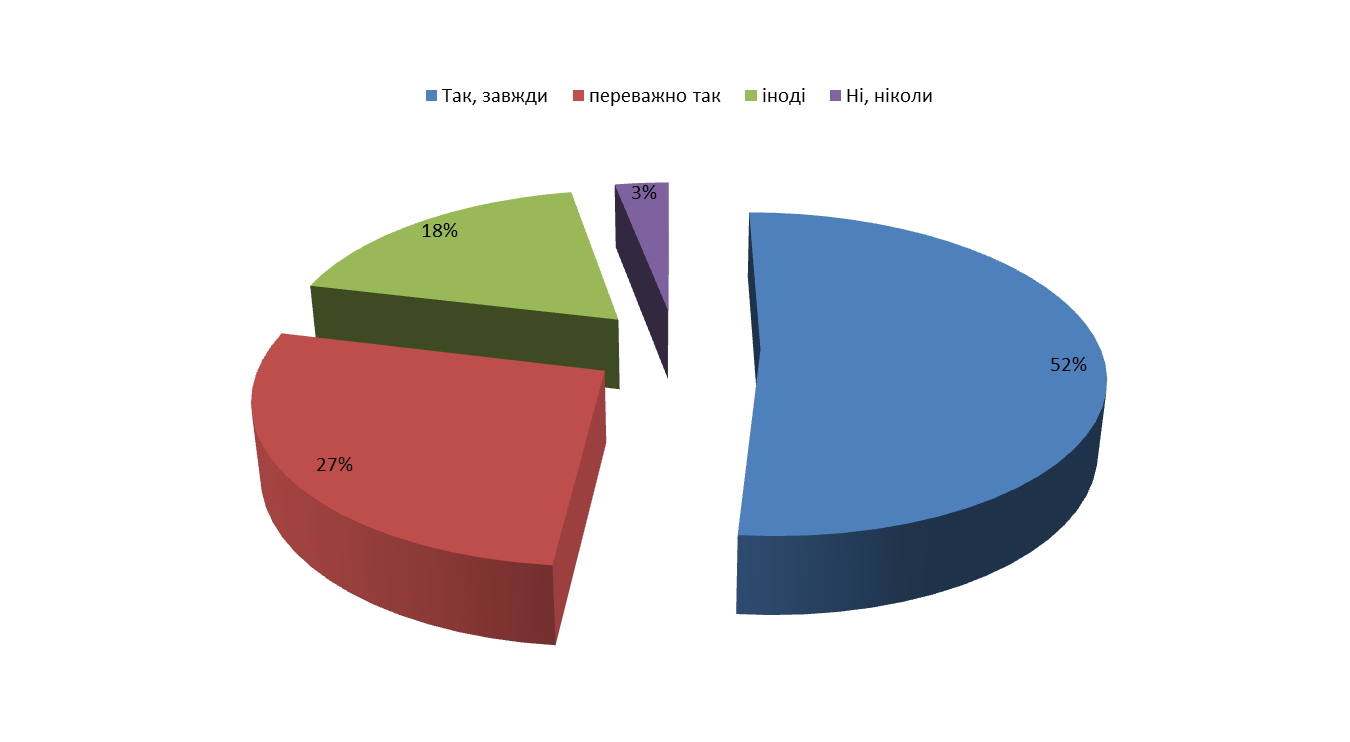 Так, завжди переважно так іноді Ні, ніколи
3%
18%
52%
27%